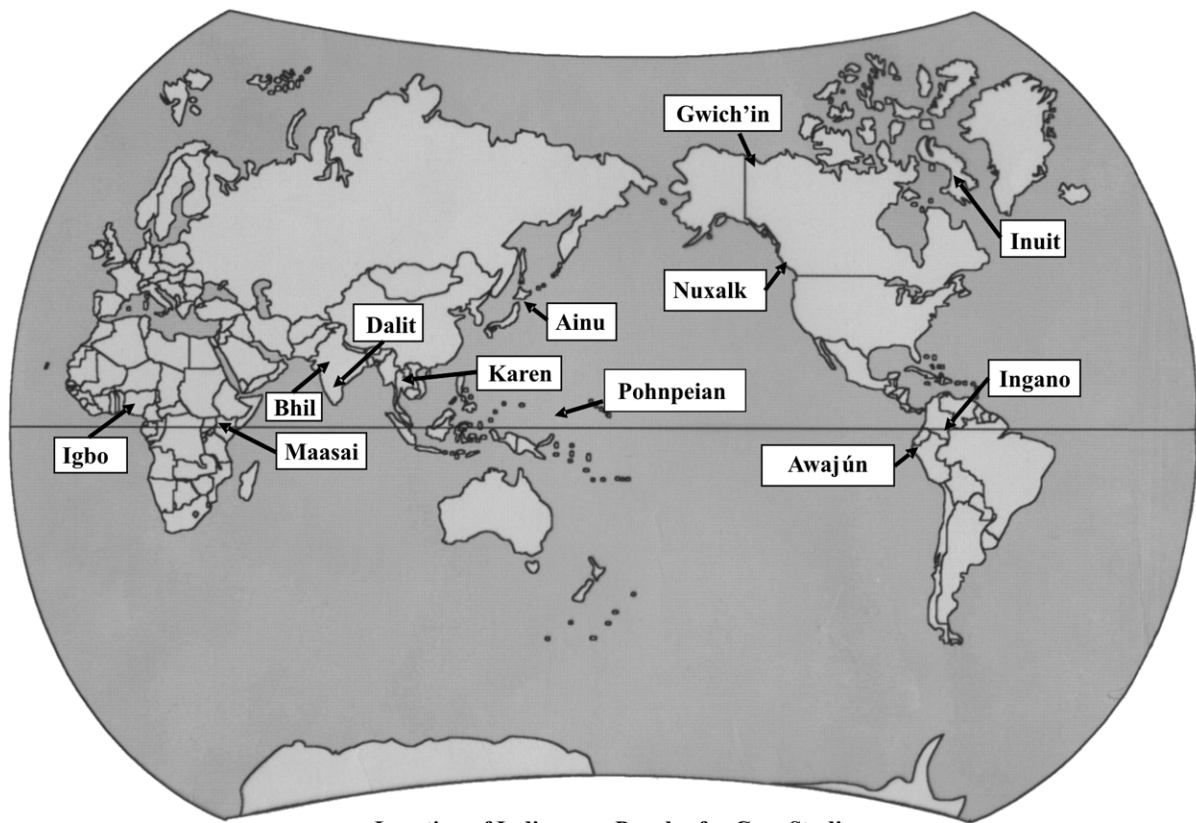 Gwich'in
Inuit
Nuxalk
Dalit
Ainu
Karen
Pohnpeian
Ingano
Bhil
Igbo
Maasai
Awajún